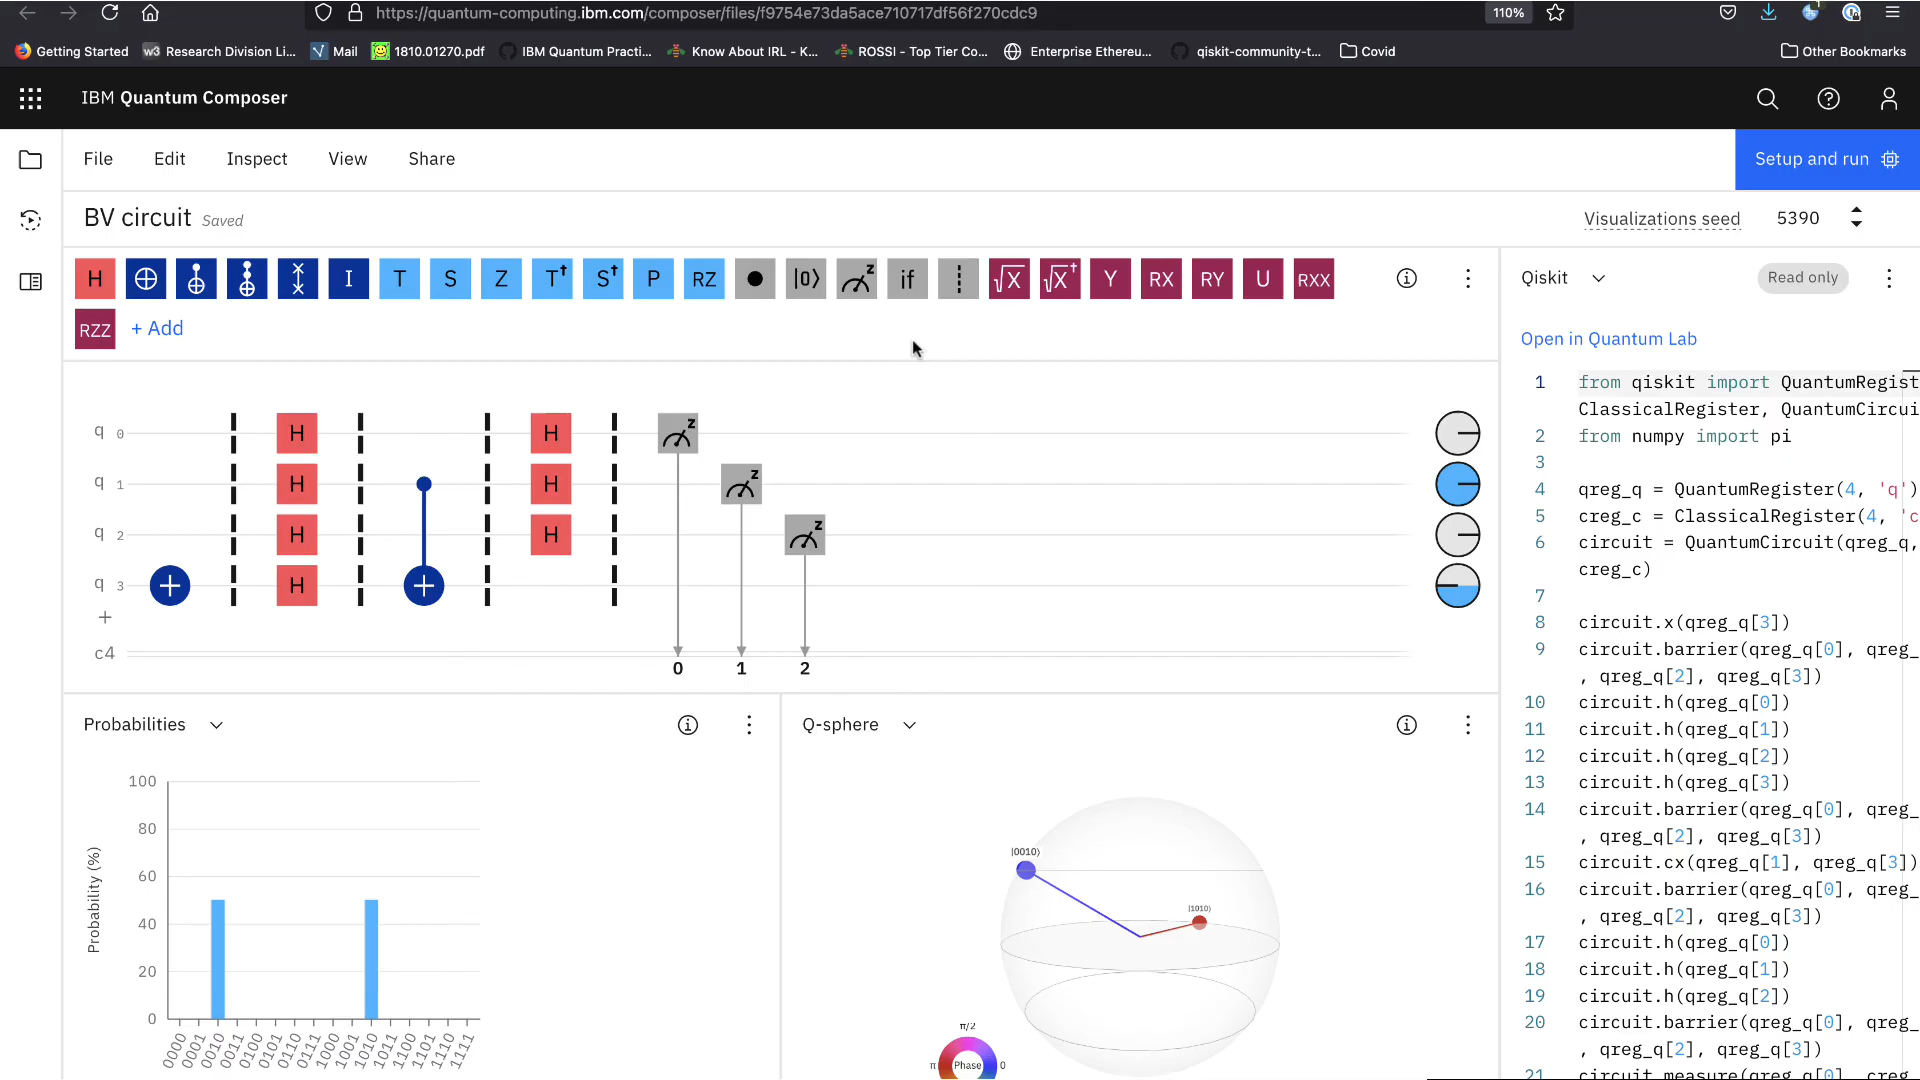 https://quantum-computing.ibm.com/composer/files/f9754e73da5ace710717df56f270cdc9
110%
Getting Started
w3 Research Division Li...
Mail
1810.01270.pdf
IBM Quantum Practi...
Know About IRL - K...
ROSSI - Top Tier Co...
Enterprise Ethereu...
qiskit-community-t...
Covid
Other Bookmarks
IBM Quantum Composer
File Edit Inspect View Share
Setup and run
BV circuit Saved
Visualizations seed 5390
H I T S Z T† S† P RZ |0⟩ z if √X √X† Y RX RY U RXX
RZZ + Add
Qiskit
Read only
Open in Quantum Lab
q 0 H H z
q 1 H H z
q 2 H H z
q 3 + H +
+
c4
0 1 2
1 from qiskit import QuantumRegist
ClassicalRegister, QuantumCircui
2 from numpy import pi
3
4 qreg_q = QuantumRegister(4, 'q')
5 creg_c = ClassicalRegister(4, 'c
6 circuit = QuantumCircuit(qreg_q,
creg_c)
7
8 circuit.x(qreg_q[3])
9 circuit.barrier(qreg_q[0], qreg_
, qreg_q[2], qreg_q[3])
10 circuit.h(qreg_q[0])
11 circuit.h(qreg_q[1])
12 circuit.h(qreg_q[2])
13 circuit.h(qreg_q[3])
14 circuit.barrier(qreg_q[0], qreg_
, qreg_q[2], qreg_q[3])
15 circuit.cx(qreg_q[1], qreg_q[3])
16 circuit.barrier(qreg_q[0], qreg_
, qreg_q[2], qreg_q[3])
17 circuit.h(qreg_q[0])
18 circuit.h(qreg_q[1])
19 circuit.h(qreg_q[2])
20 circuit.barrier(qreg_q[0], qreg_
, qreg_q[2], qreg_q[3])
21 circuit.measure(qreg_q[0], creg_
Probabilities
Probability (%)
100
80
60
40
20
0
0000 0001 0010 0011 0100 0101 0110 0111 1000 1001 1010 1011 1100 1101 1110 1111
Q-sphere
|0010⟩
|1010⟩
π/2
π Phase 0